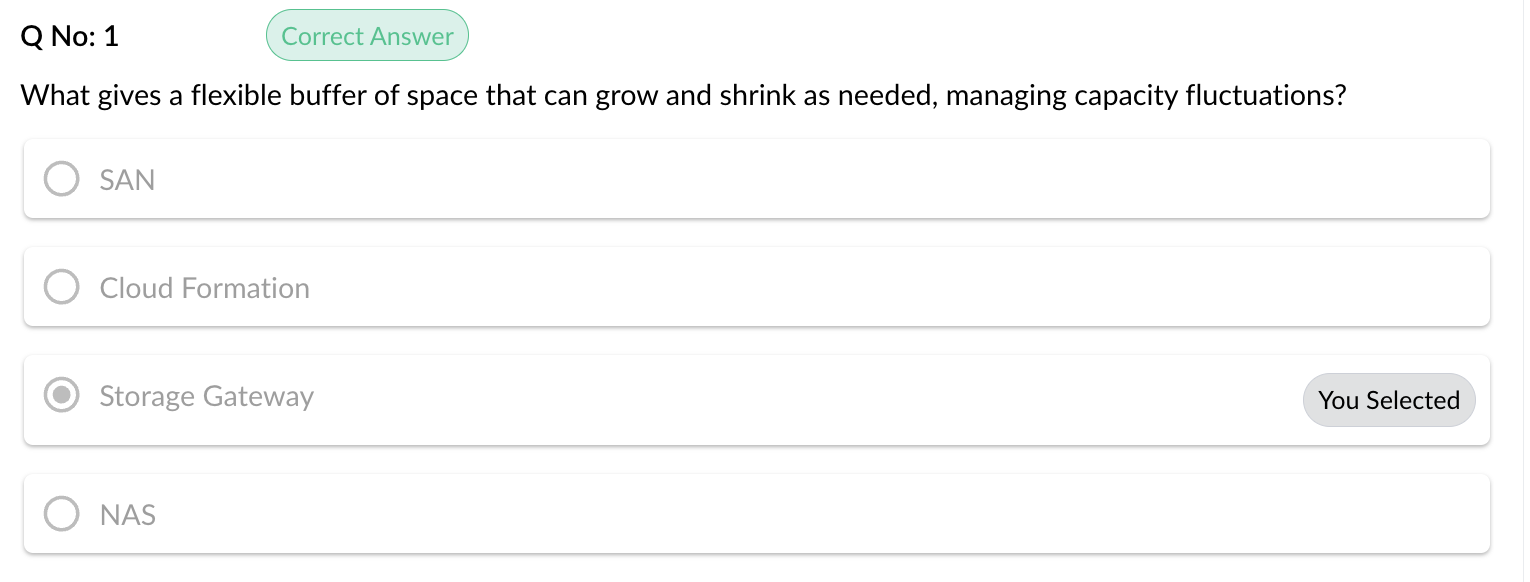 Q No: 1 Correct Answer
What gives a flexible buffer of space that can grow and shrink as needed, managing capacity fluctuations?
SAN
Cloud Formation
Storage Gateway You Selected
NAS